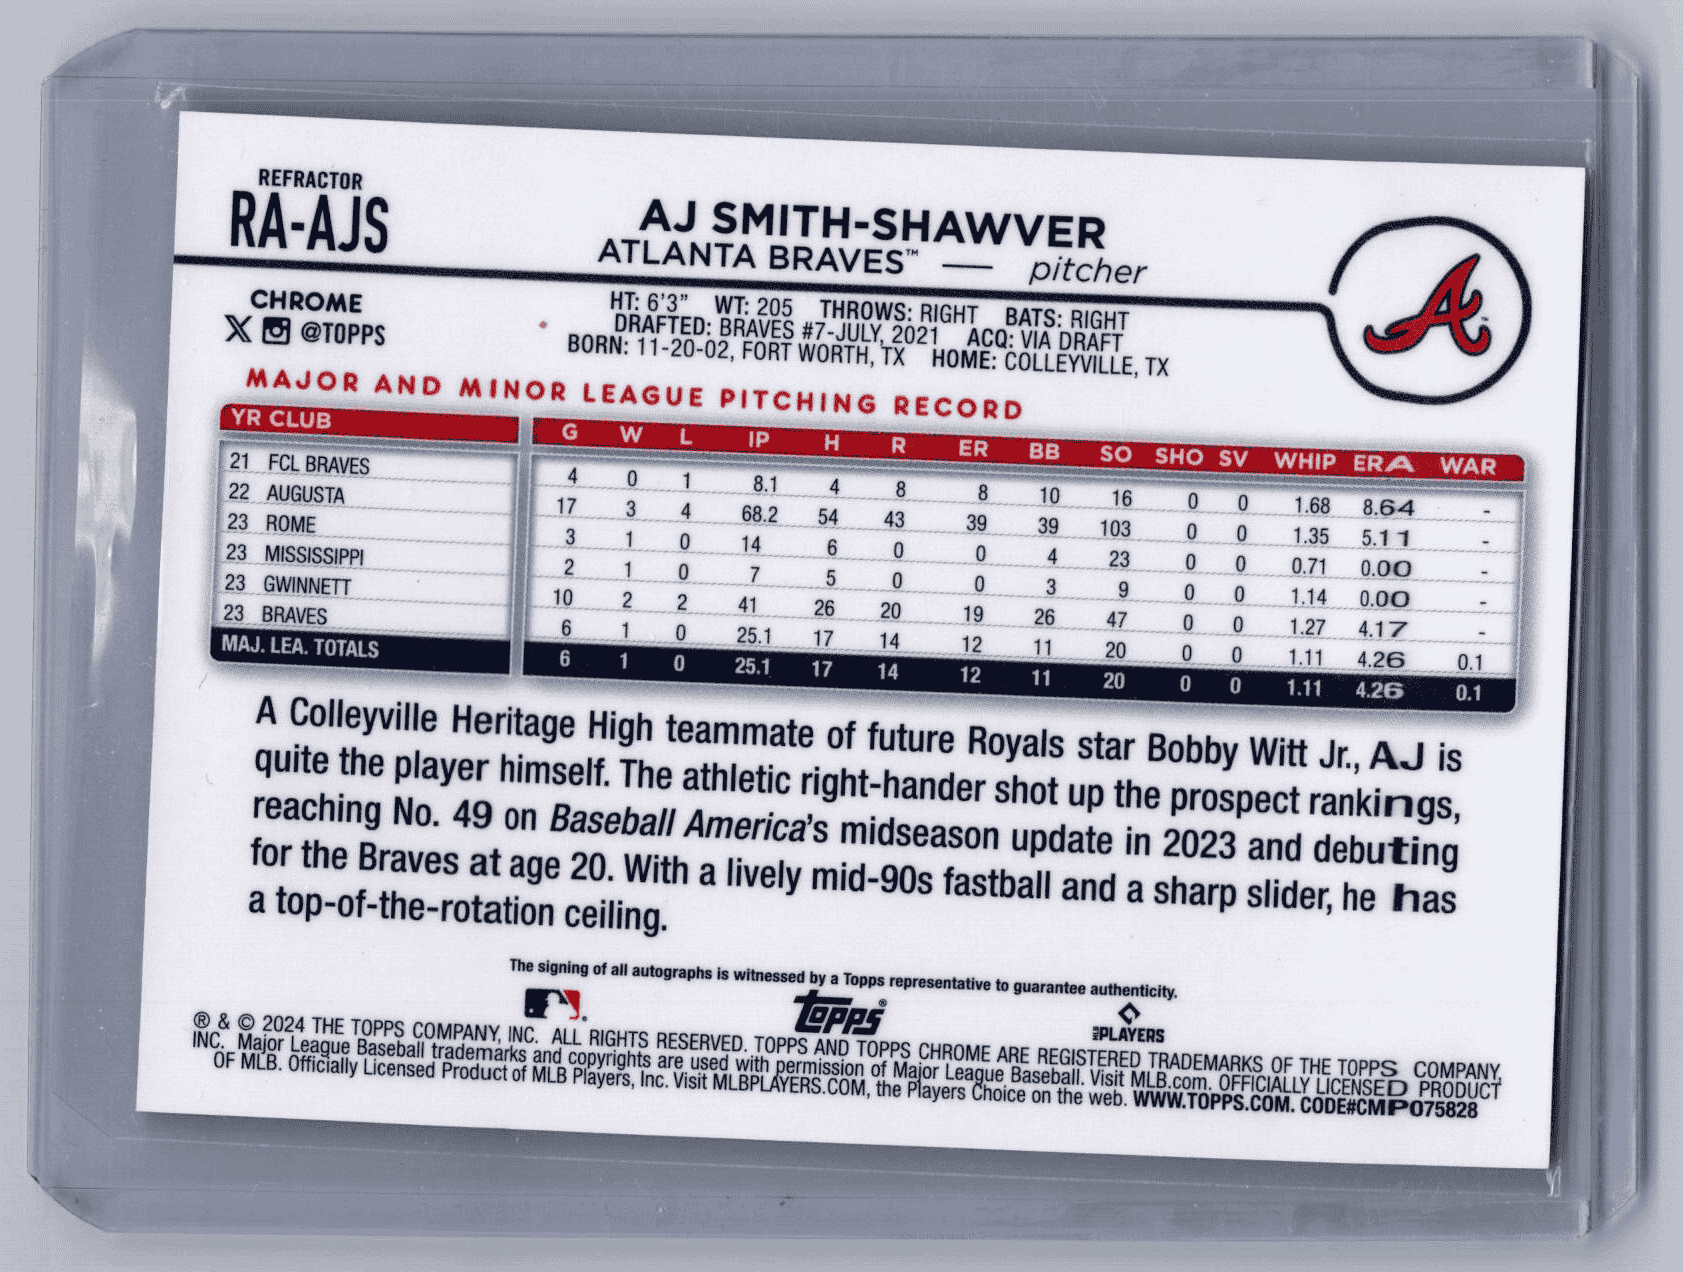 REFRACTOR
RA-AJS
AJ SMITH-SHAWVER
ATLANTA BRAVES™ — pitcher
A
CHROME
X @TOPPS
HT: 6'3" WT: 205 THROWS: RIGHT BATS: RIGHT
DRAFTED: BRAVES #7-JULY, 2021 ACQ: VIA DRAFT
BORN: 11-20-02, FORT WORTH, TX HOME: COLLEYVILLE, TX
MAJOR AND MINOR LEAGUE PITCHING RECORD
YR CLUB G W L IP H R ER BB SO SHO SV WHIP ERA WAR
21 FCL BRAVES 4 0 1 8.1 4 8 8 10 16 0 0 1.68 8.64 -
22 AUGUSTA 17 3 4 68.2 54 43 39 39 103 0 0 1.35 5.11 -
23 ROME 3 1 0 14 6 0 0 4 23 0 0 0.71 0.00 -
23 MISSISSIPPI 2 1 0 7 5 0 0 3 9 0 0 1.14 0.00 -
23 GWINNETT 10 2 2 41 26 20 19 26 47 0 0 1.27 4.17 -
23 BRAVES 6 1 0 25.1 17 14 12 11 20 0 0 1.11 4.26 0.1
MAJ. LEA. TOTALS 6 1 0 25.1 17 14 12 11 20 0 0 1.11 4.26 0.1
A Colleyville Heritage High teammate of future Royals star Bobby Witt Jr., AJ is
quite the player himself. The athletic right-hander shot up the prospect rankings,
reaching No. 49 on Baseball America's midseason update in 2023 and debuting
for the Braves at age 20. With a lively mid-90s fastball and a sharp slider, he has
a top-of-the-rotation ceiling.
The signing of all autographs is witnessed by a Topps representative to guarantee authenticity.
Topps®
MLBPLAYERS
® & © 2024 THE TOPPS COMPANY, INC. ALL RIGHTS RESERVED. TOPPS AND TOPPS CHROME ARE REGISTERED TRADEMARKS OF THE TOPPS COMPANY,
INC. Major League Baseball trademarks and copyrights are used with permission of Major League Baseball. Visit MLB.com. OFFICIALLY LICENSED PRODUCT
OF MLB. Officially Licensed Product of MLB Players, Inc. Visit MLBPLAYERS.COM, the Players Choice on the web. WWW.TOPPS.COM. CODE#CMP075828